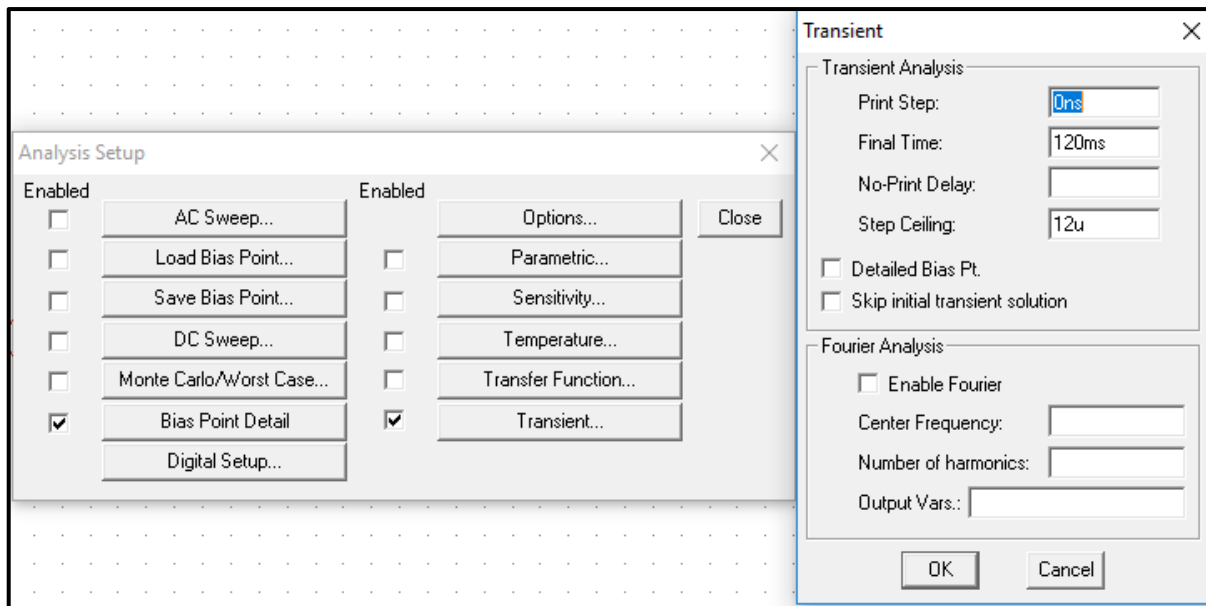 Analysis Setup
Enabled Enabled
AC Sweep... Options... Close
Load Bias Point... Parametric...
Save Bias Point... Sensitivity...
DC Sweep... Temperature...
Monte Carlo/Worst Case... Transfer Function...
Bias Point Detail Transient...
Digital Setup...
Transient
Transient Analysis
Print Step: 0ns
Final Time: 120ms
No-Print Delay:
Step Ceiling: 12u
Detailed Bias Pt.
Skip initial transient solution
Fourier Analysis
Enable Fourier
Center Frequency:
Number of harmonics:
Output Vars.:
OK Cancel